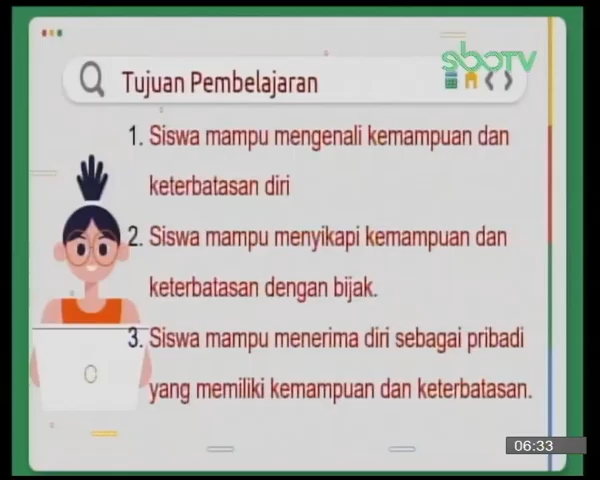 sboTV
Tujuan Pembelajaran
1. Siswa mampu mengenali kemampuan dan
keterbatasan diri
2. Siswa mampu menyikapi kemampuan dan
keterbatasan dengan bijak.
3. Siswa mampu menerima diri sebagai pribadi
yang memiliki kemampuan dan keterbatasan.
06:33